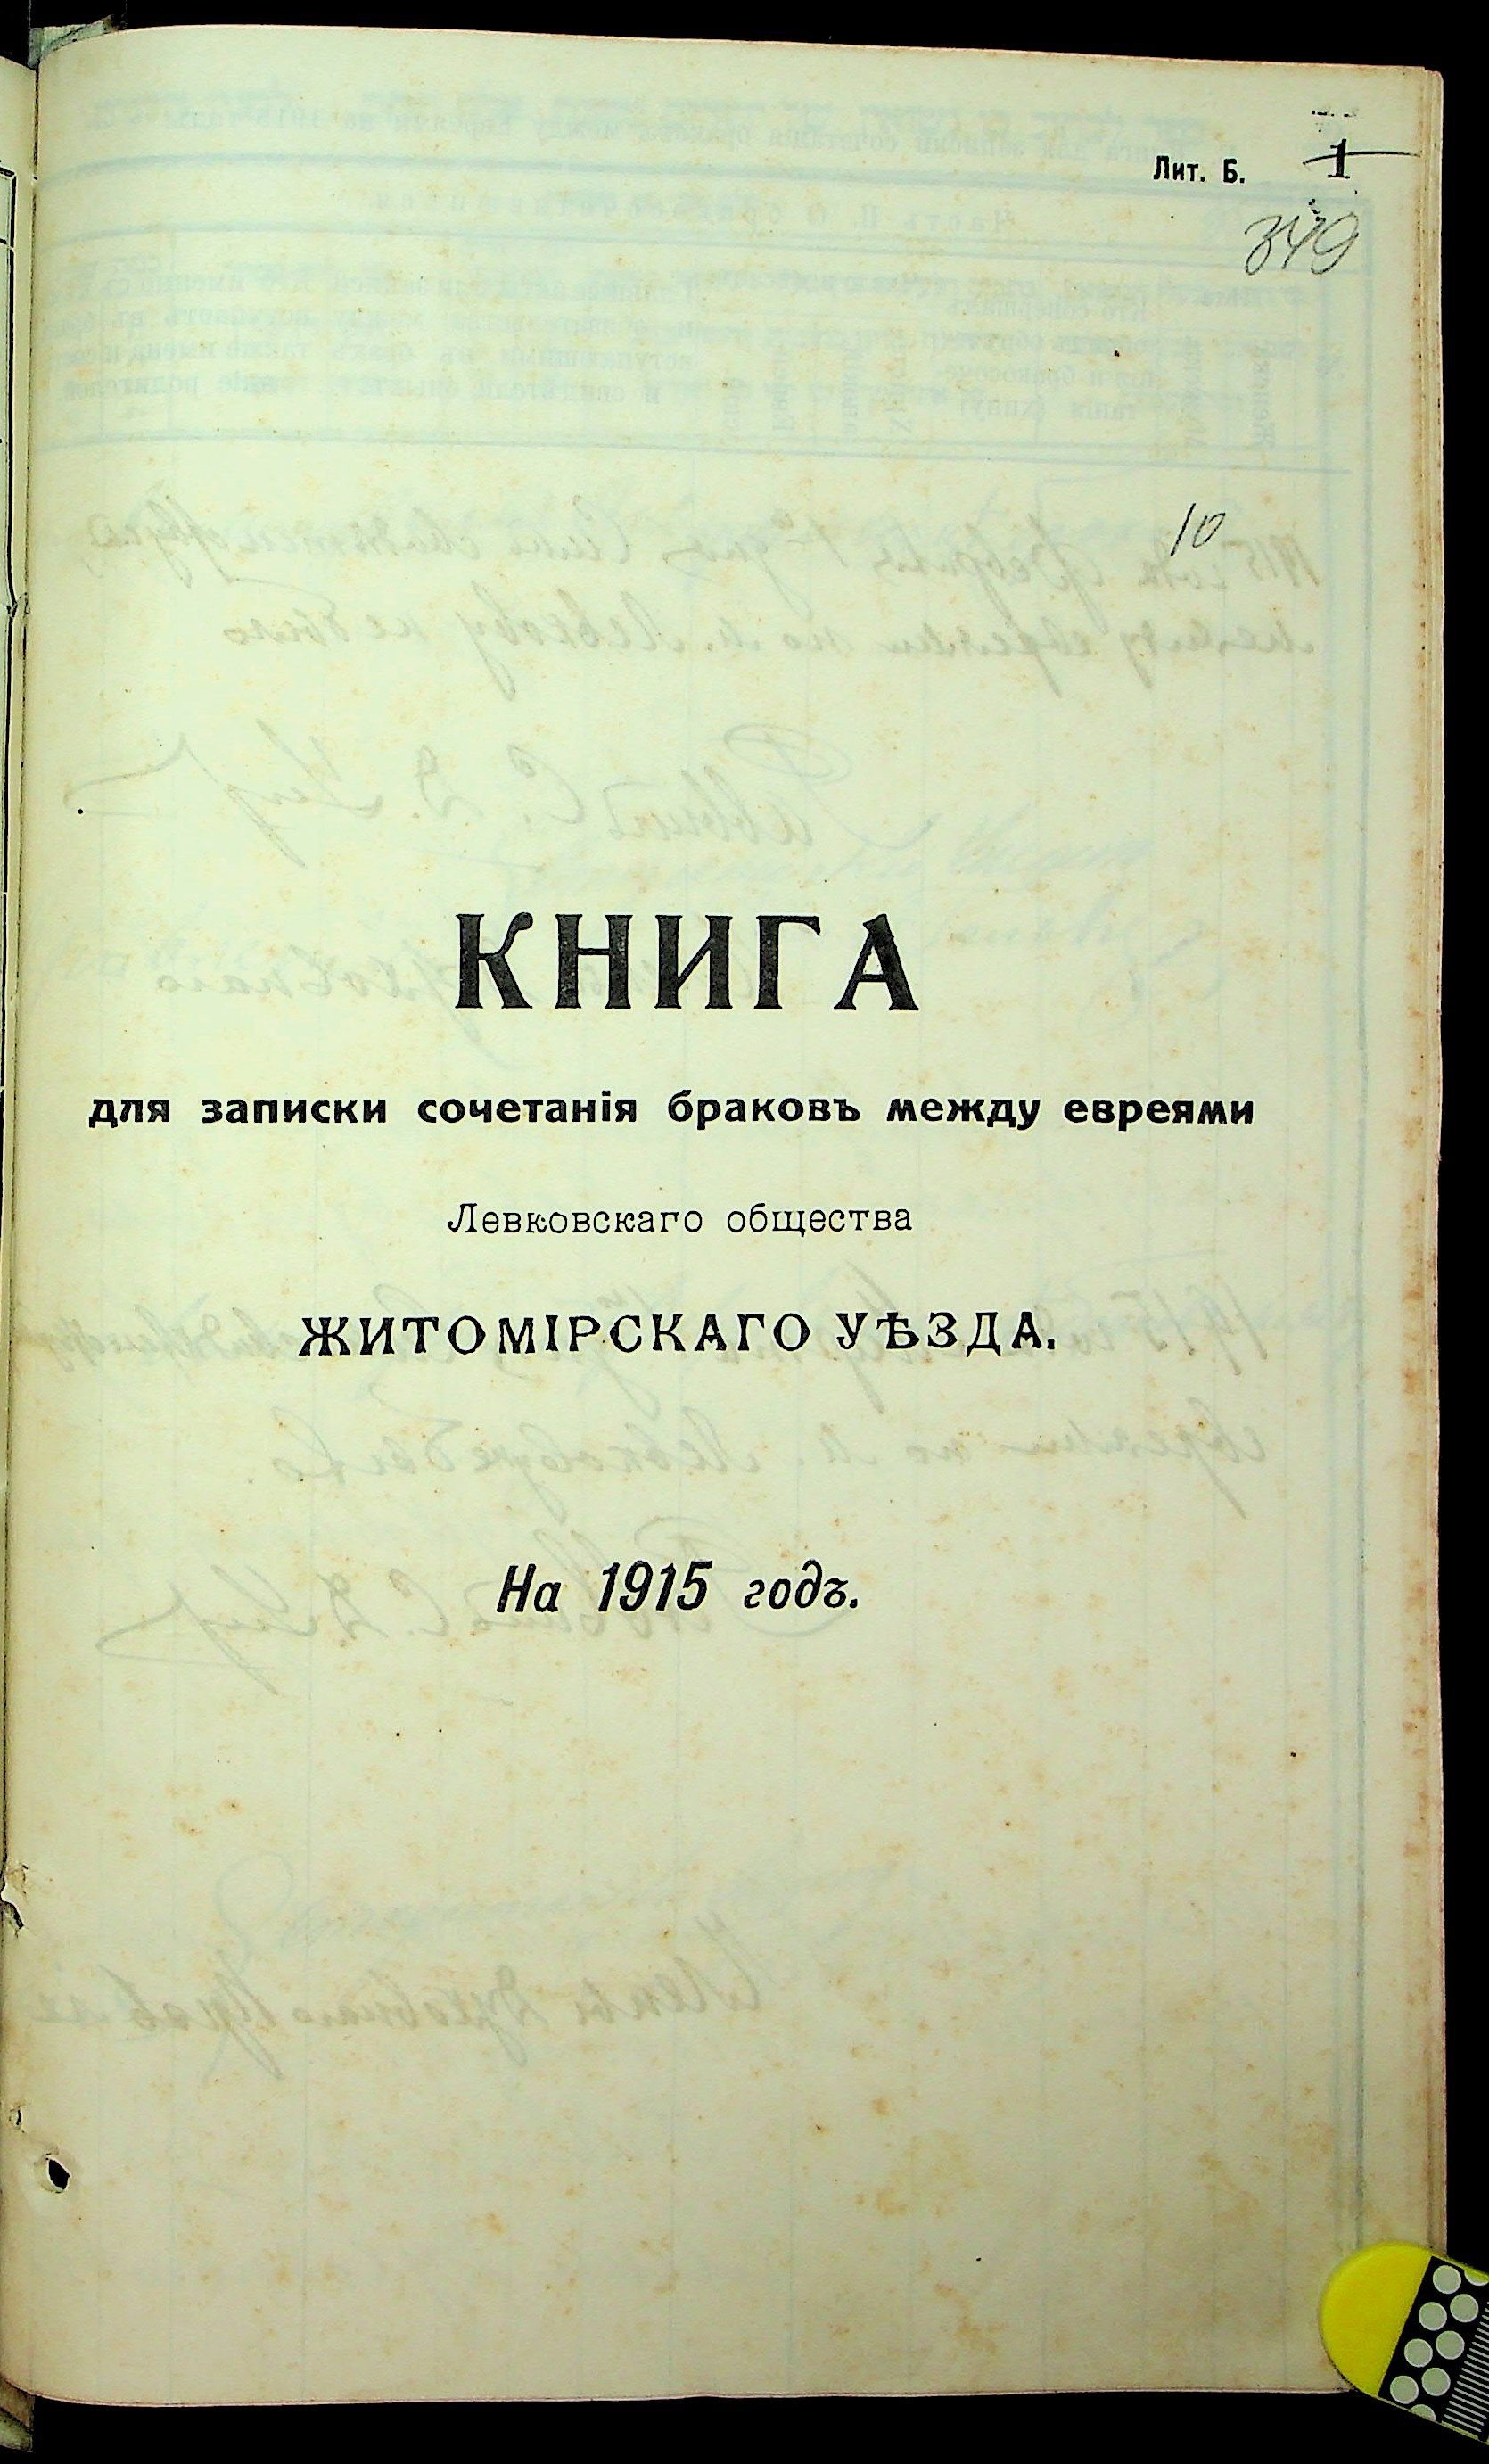 Лит. Б. 1
349
10
КНИГА
для записки сочетанія браковъ между евреями
Левковскаго общества
ЖИТОМІРСКАГО УѢЗДА.
На 1915 годъ.